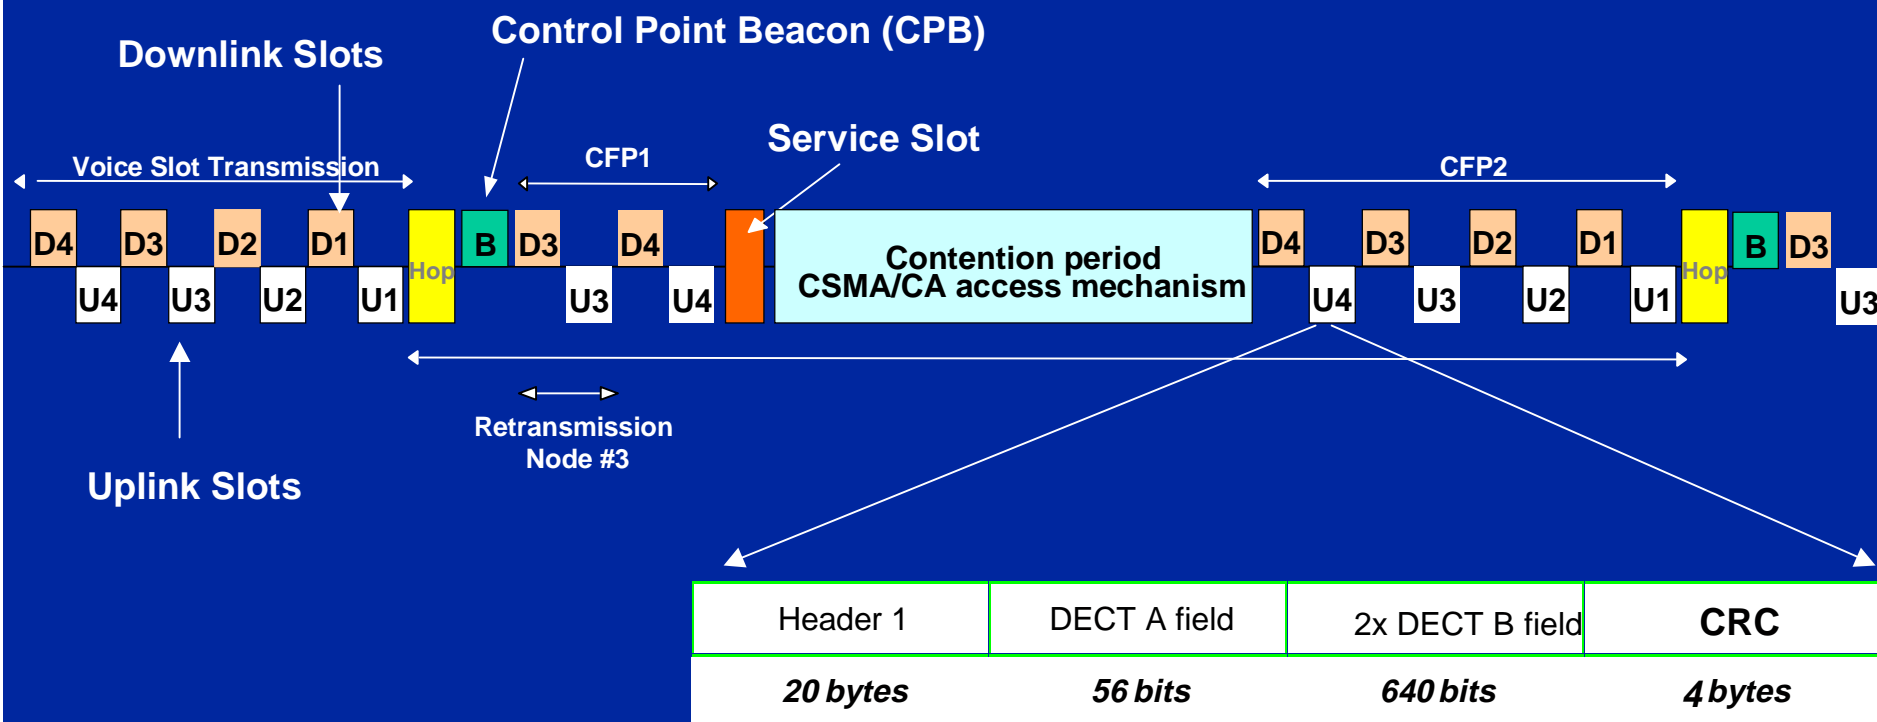 Control Point Beacon (CPB)
Downlink Slots
Service Slot
Voice Slot Transmission
CFP1
CFP2
D4 D3 D2 D1 Hop B D3 D4 D4 D3 D2 D1 Hop B D3
Contention period
CSMA/CA access mechanism
U4 U3 U2 U1 U3 U4 U4 U3 U2 U1 U3
Retransmission
Node #3
Uplink Slots
Header 1 DECT A field 2x DECT B field CRC
20 bytes 56 bits 640 bits 4 bytes